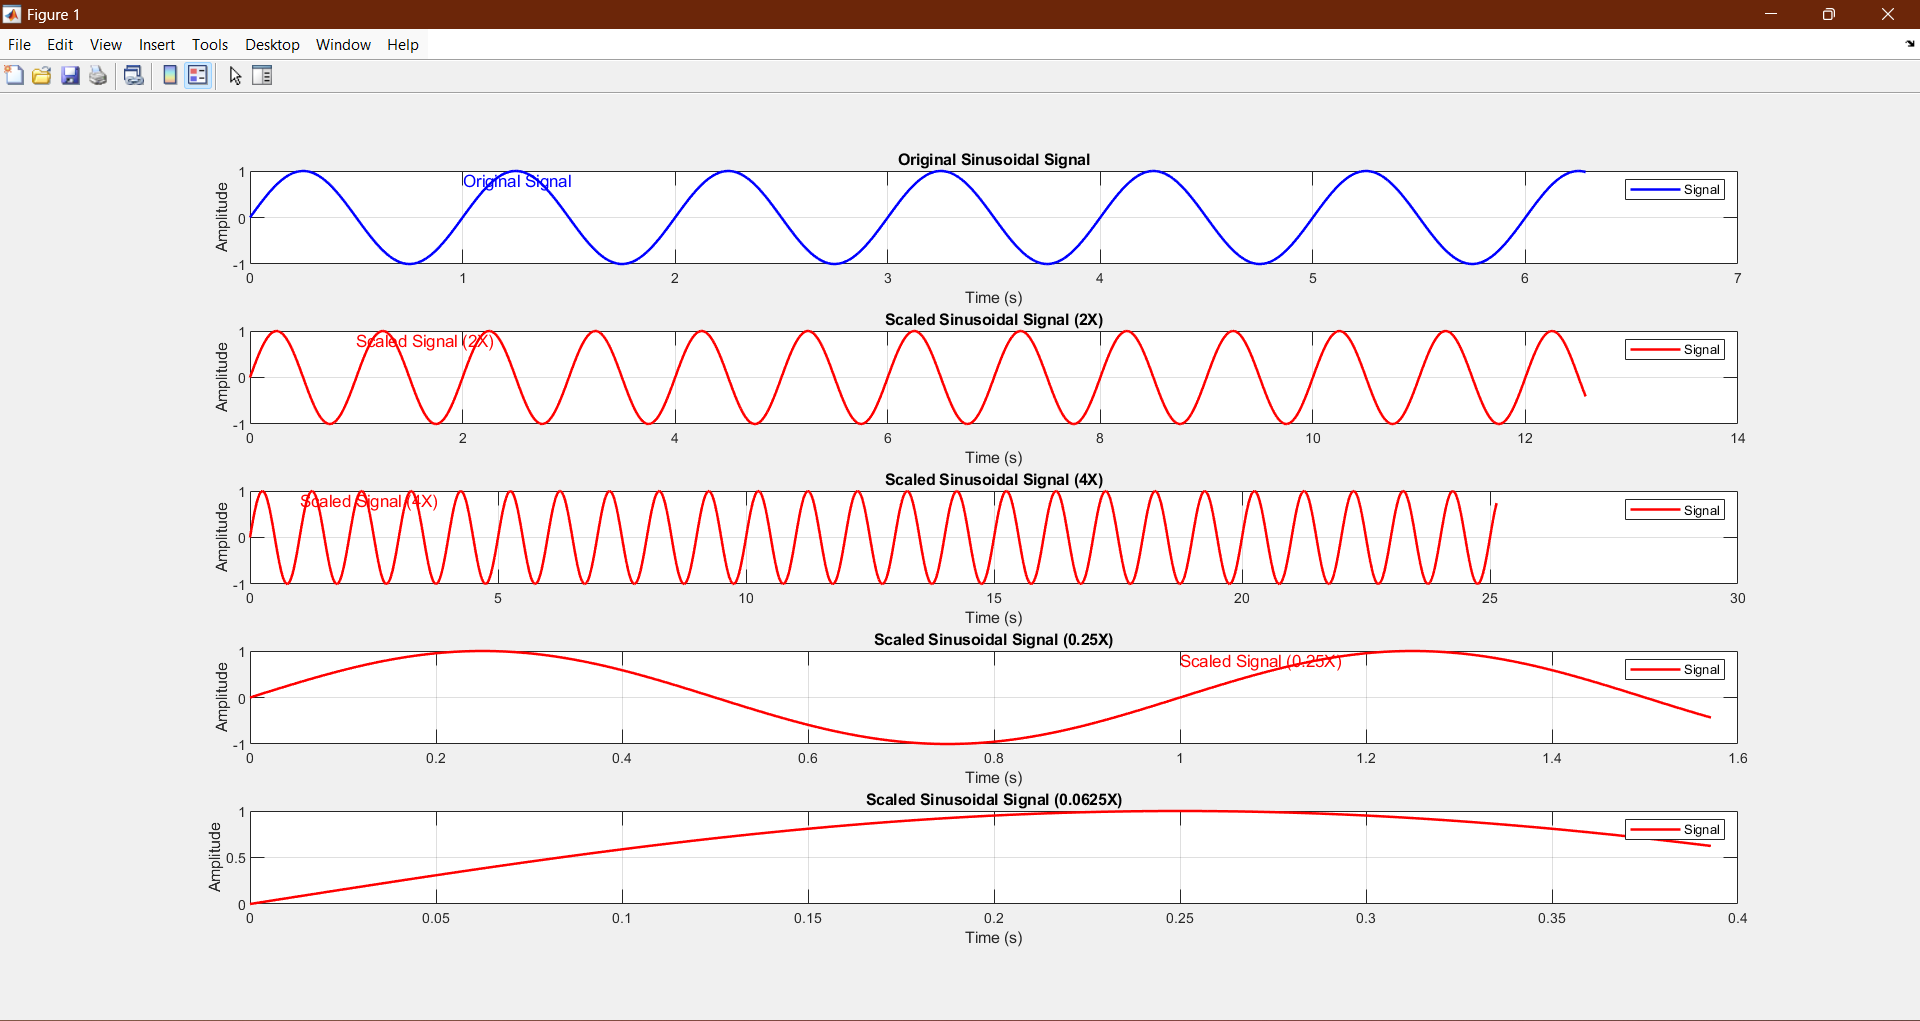 Figure 1
File Edit View Insert Tools Desktop Window Help
Original Sinusoidal Signal
Original Signal
Signal
Amplitude
1
0
-1
0 1 2 3 4 5 6 7
Time (s)
Scaled Sinusoidal Signal (2X)
Scaled Signal (2X)
Signal
Amplitude
1
0
-1
0 2 4 6 8 10 12 14
Time (s)
Scaled Sinusoidal Signal (4X)
Scaled Signal (4X)
Signal
Amplitude
1
0
-1
0 5 10 15 20 25 30
Time (s)
Scaled Sinusoidal Signal (0.25X)
Scaled Signal (0.25X)
Signal
Amplitude
1
0
-1
0 0.2 0.4 0.6 0.8 1 1.2 1.4 1.6
Time (s)
Scaled Sinusoidal Signal (0.0625X)
Signal
Amplitude
1
0.5
0
0 0.05 0.1 0.15 0.2 0.25 0.3 0.35 0.4
Time (s)